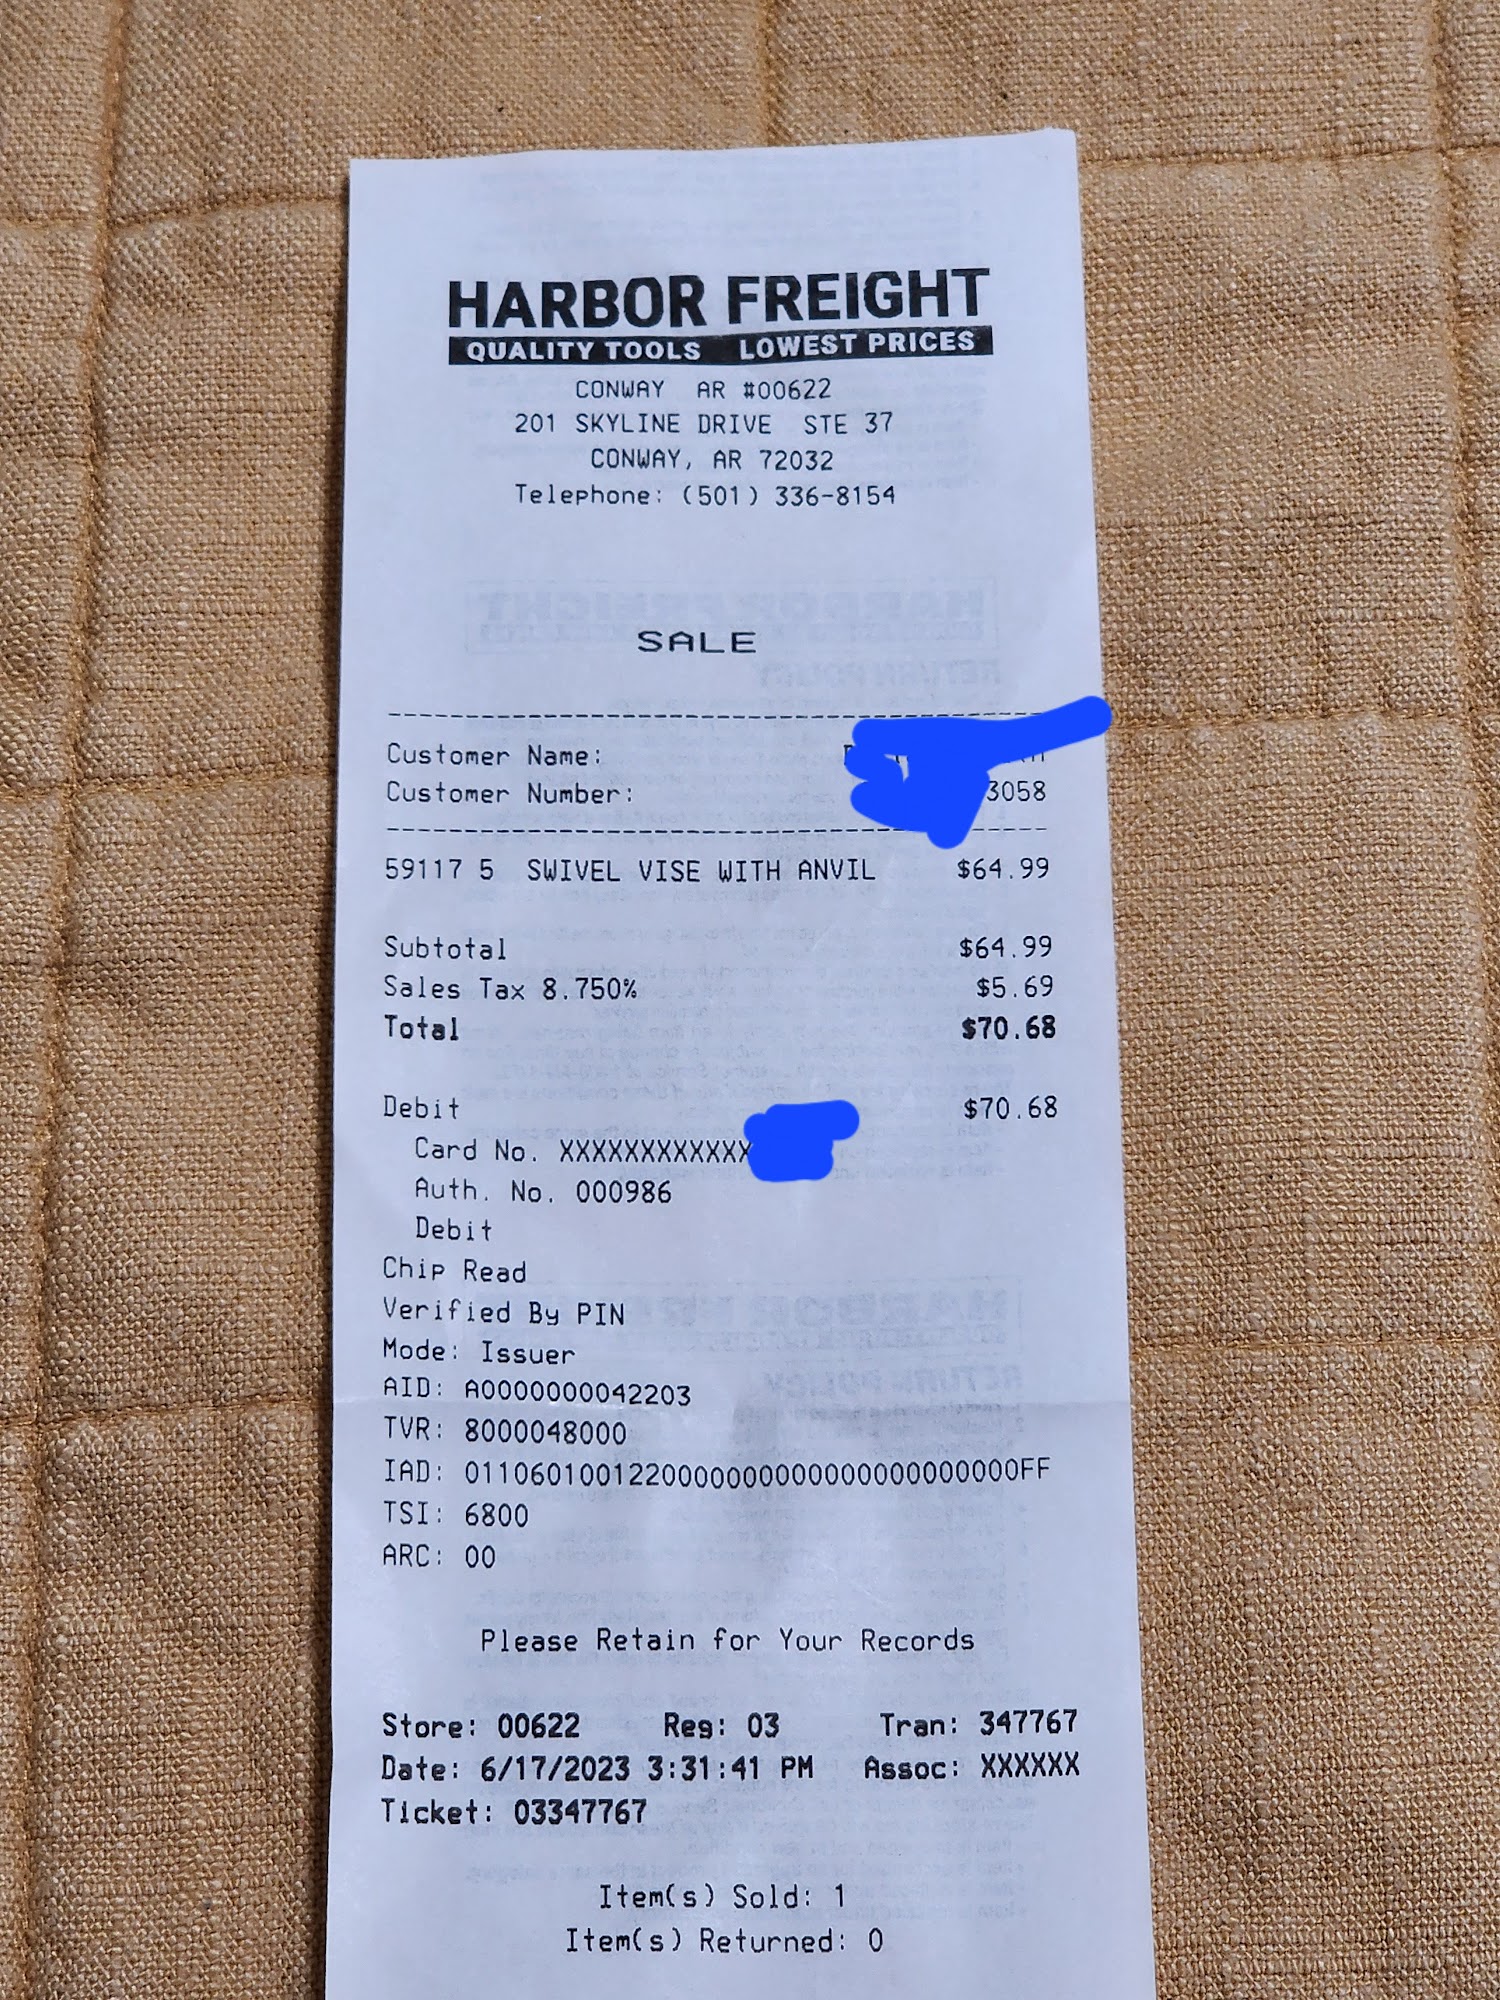 HARBOR FREIGHT
QUALITY TOOLS LOWEST PRICES
CONWAY AR #00622
201 SKYLINE DRIVE STE 37
CONWAY, AR 72032
Telephone: (501) 336-8154
SALE
Customer Name:
Customer Number: 3058
59117 5 SWIVEL VISE WITH ANVIL $64.99
Subtotal $64.99
Sales Tax 8.750% $5.69
Total $70.68
Debit $70.68
Card No. XXXXXXXXXXXX
Auth. No. 000986
Debit
Chip Read
Verified By PIN
Mode: Issuer
AID: A0000000042203
TVR: 8000048000
IAD: 0110601001220000000000000000000000FF
TSI: 6800
ARC: 00
Please Retain for Your Records
Store: 00622 Reg: 03 Tran: 347767
Date: 6/17/2023 3:31:41 PM Assoc: XXXXXX
Ticket: 03347767
Item(s) Sold: 1
Item(s) Returned: 0